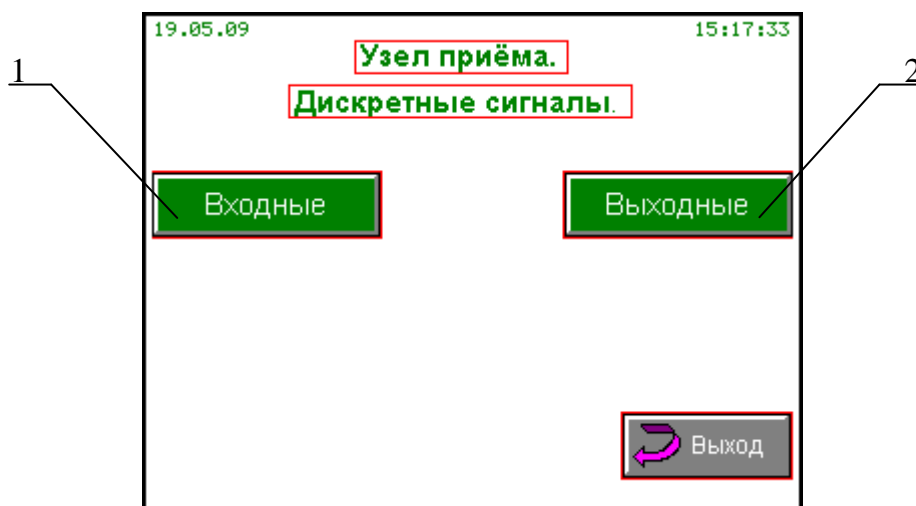 19.05.09 15:17:33
Узел приёма.
1 2
Дискретные сигналы.
Входные Выходные
Выход